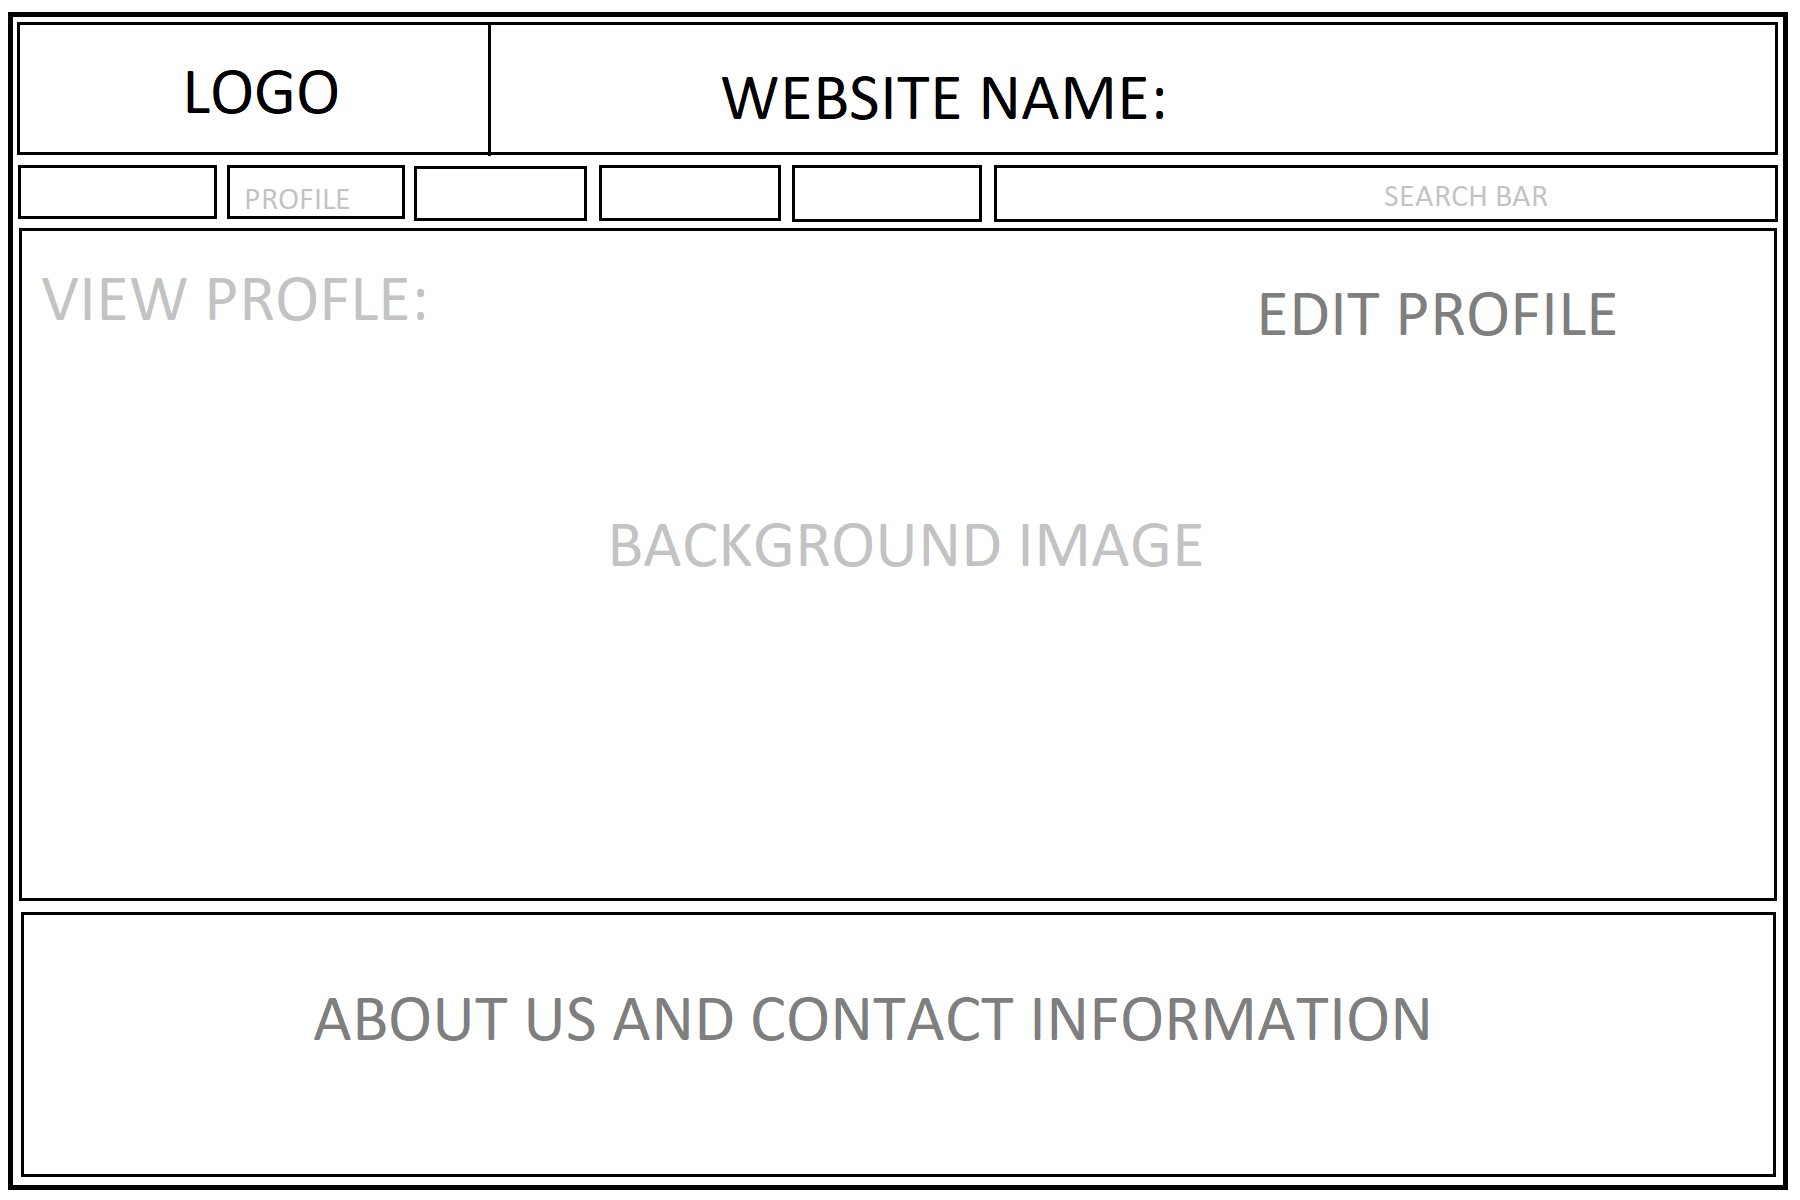 LOGO
WEBSITE NAME:
PROFILE
SEARCH BAR
VIEW PROFLE:
EDIT PROFILE
BACKGROUND IMAGE
ABOUT US AND CONTACT INFORMATION